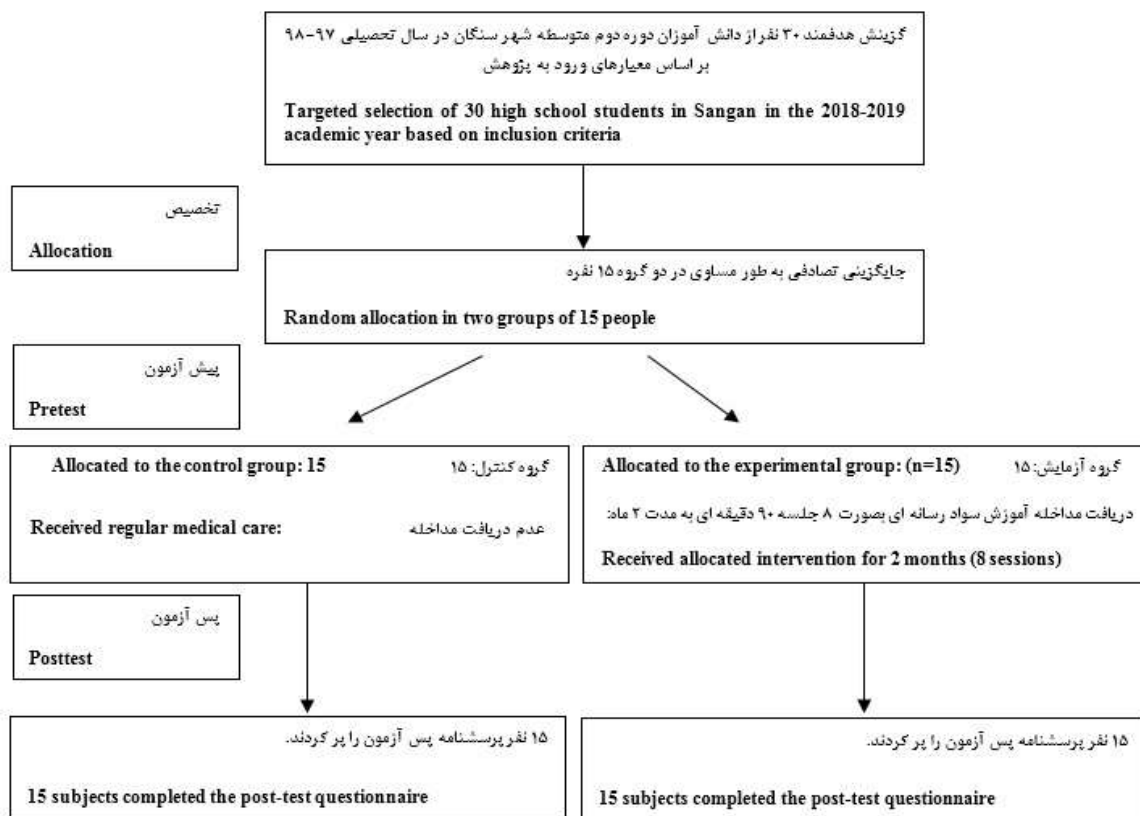 گزینش هدفمند ۳۰ نفر از دانش آموزان دوره دوم متوسطه شهر سنگان در سال تحصیلی ۹۷-۹۸
بر اساس معیارهای ورود به پژوهش
Targeted selection of 30 high school students in Sangan in the 2018-2019
academic year based on inclusion criteria
تخصیص
Allocation
جایگزینی تصادفی به طور مساوی در دو گروه ۱۵ نفره
Random allocation in two groups of 15 people
پیش آزمون
Pretest
Allocated to the control group: 15 گروه کنترل: ۱۵
Received regular medical care: عدم دریافت مداخله
Allocated to the experimental group: (n=15) گروه آزمایش: ۱۵
دریافت مداخله آموزش سواد رسانه ای بصورت ۸ جلسه ۹۰ دقیقه ای به مدت ۲ ماه:
Received allocated intervention for 2 months (8 sessions)
پس آزمون
Posttest
۱۵ نفر پرسشنامه پس آزمون را پر کردند.
15 subjects completed the post-test questionnaire
۱۵ نفر پرسشنامه پس آزمون را پر کردند.
15 subjects completed the post-test questionnaire